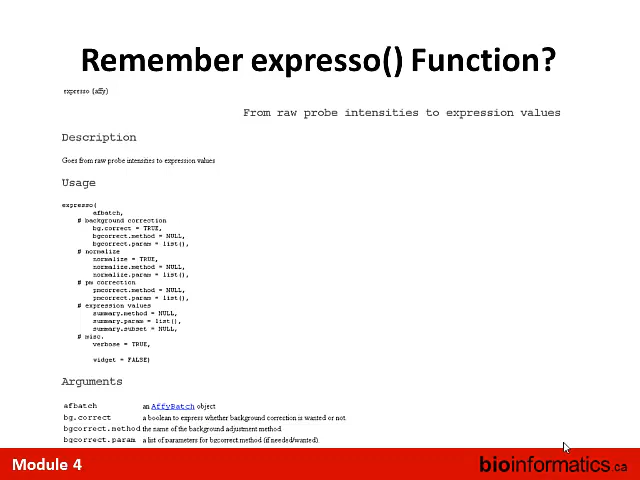 Remember expresso() Function?
expresso {affy}
From raw probe intensities to expression values
Description
Goes from raw probe intensities to expression values
Usage
expresso(
afbatch,
# background correction
bg.correct = TRUE,
bgcorrect.method = NULL,
bgcorrect.param = list(),
# normalize
normalize = TRUE,
normalize.method = NULL,
normalize.param = list(),
# pm correction
pmcorrect.method = NULL,
pmcorrect.param = list(),
# expression values
summary.method = NULL,
summary.param = list(),
summary.subset = NULL,
# misc.
verbose = TRUE,
widget = FALSE)
Arguments
afbatch an AffyBatch object
bg.correct a boolean to express whether background correction is wanted or not.
bgcorrect.method the name of the background adjustment method.
bgcorrect.param a list of parameters for bgcorrect.method (if needed/wanted).
Module 4
bioinformatics.ca